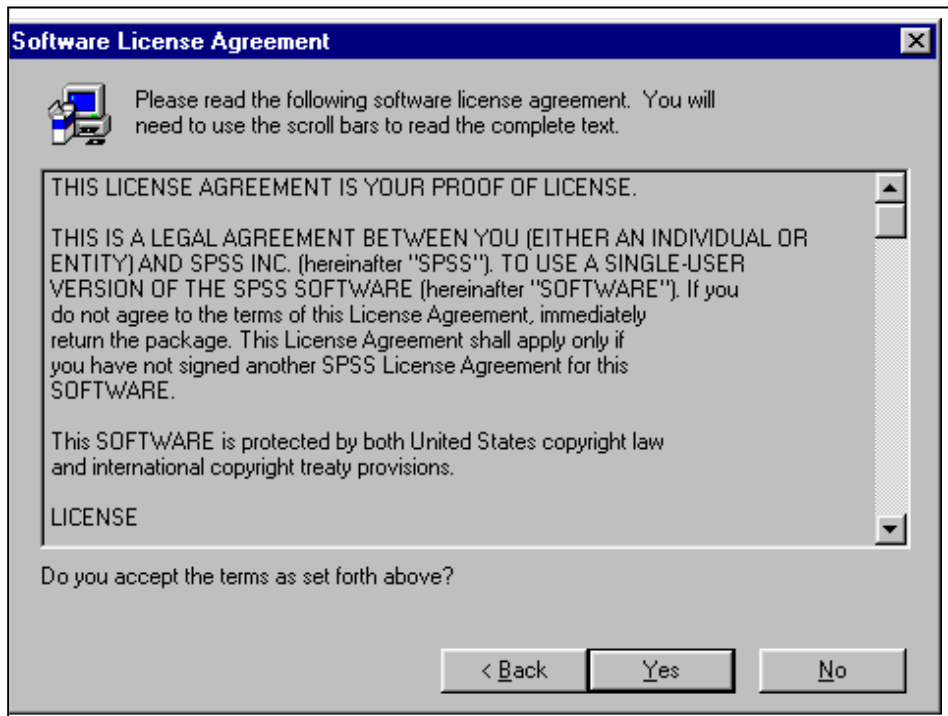 Software License Agreement
Please read the following software license agreement.  You will
need to use the scroll bars to read the complete text.
THIS LICENSE AGREEMENT IS YOUR PROOF OF LICENSE.
THIS IS A LEGAL AGREEMENT BETWEEN YOU (EITHER AN INDIVIDUAL OR
ENTITY) AND SPSS INC. (hereinafter "SPSS"). TO USE A SINGLE-USER
VERSION OF THE SPSS SOFTWARE (hereinafter "SOFTWARE"). If you
do not agree to the terms of this License Agreement, immediately
return the package. This License Agreement shall apply only if
you have not signed another SPSS License Agreement for this
SOFTWARE.
This SOFTWARE is protected by both United States copyright law
and international copyright treaty provisions.
LICENSE
Do you accept the terms as set forth above?
< Back
Yes
No